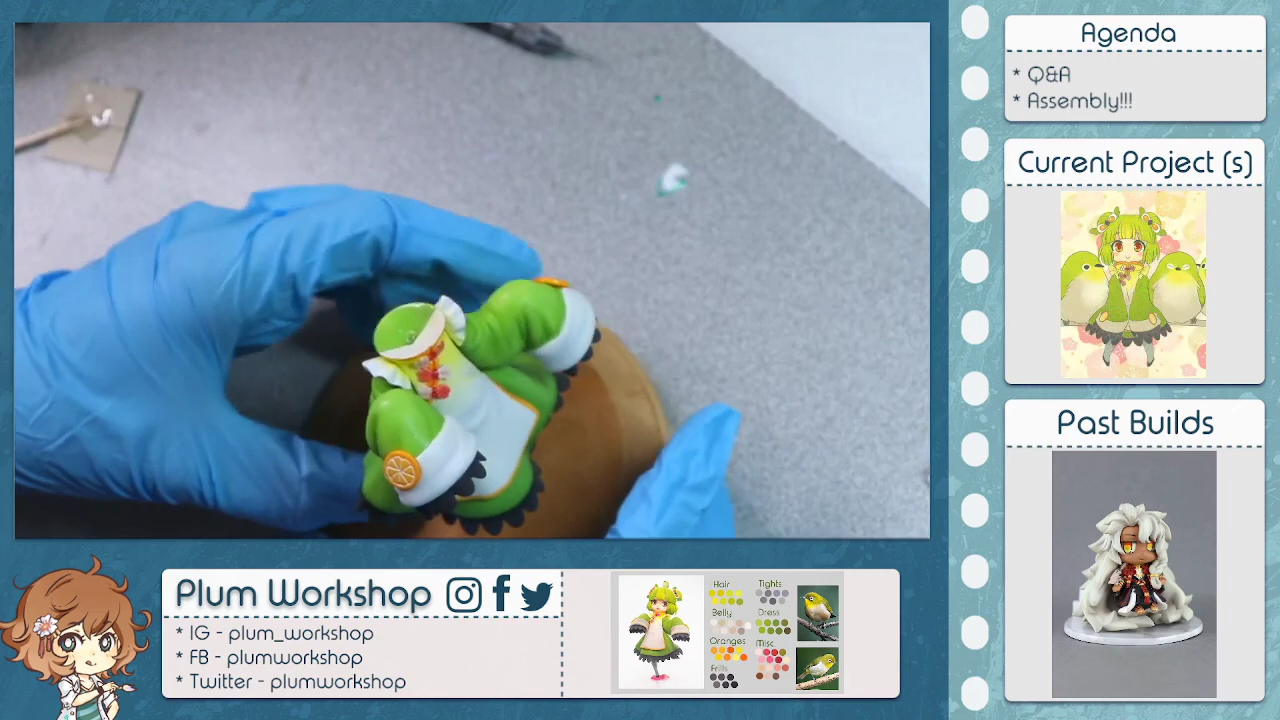 Agenda
* Q&A
* Assembly!!!
Current Project (s)
Past Builds
Plum Workshop
* IG - plum_workshop
* FB - plumworkshop
* Twitter - plumworkshop
Hair
Tights
Belly
Dress
Oranges
Misc.
Frills